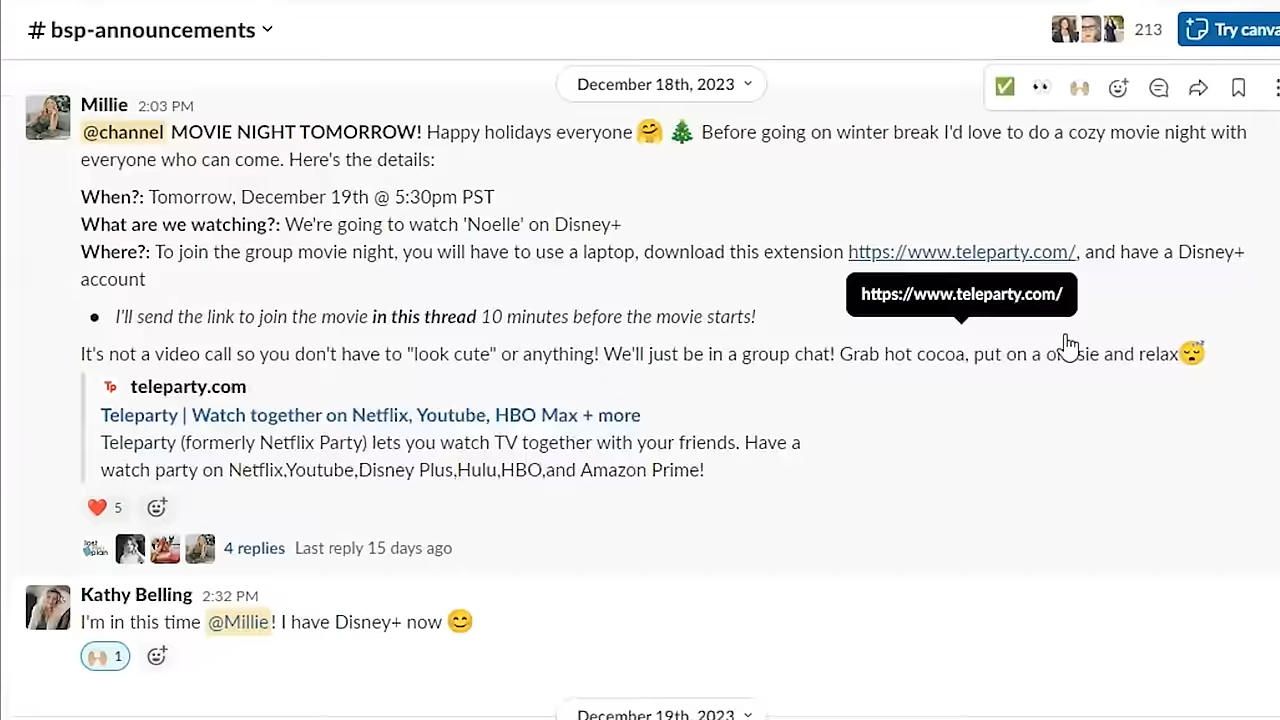 # bsp-announcements
213
Try canva
December 18th, 2023
Millie 2:03 PM
@channel MOVIE NIGHT TOMORROW! Happy holidays everyone 🤗 🎄 Before going on winter break I'd love to do a cozy movie night with
everyone who can come. Here's the details:
When?: Tomorrow, December 19th @ 5:30pm PST
What are we watching?: We're going to watch 'Noelle' on Disney+
Where?: To join the group movie night, you will have to use a laptop, download this extension https://www.teleparty.com/, and have a Disney+
account
https://www.teleparty.com/
• I'll send the link to join the movie in this thread 10 minutes before the movie starts!
It's not a video call so you don't have to "look cute" or anything! We'll just be in a group chat! Grab hot cocoa, put on a and relax😴
Tp teleparty.com
Teleparty | Watch together on Netflix, Youtube, HBO Max + more
Teleparty (formerly Netflix Party) lets you watch TV together with your friends. Have a
watch party on Netflix,Youtube,Disney Plus,Hulu,HBO,and Amazon Prime!
❤️ 5
4 replies Last reply 15 days ago
Kathy Belling 2:32 PM
I'm in this time @Millie! I have Disney+ now 😊
🙌🏼 1
December 19th, 2023